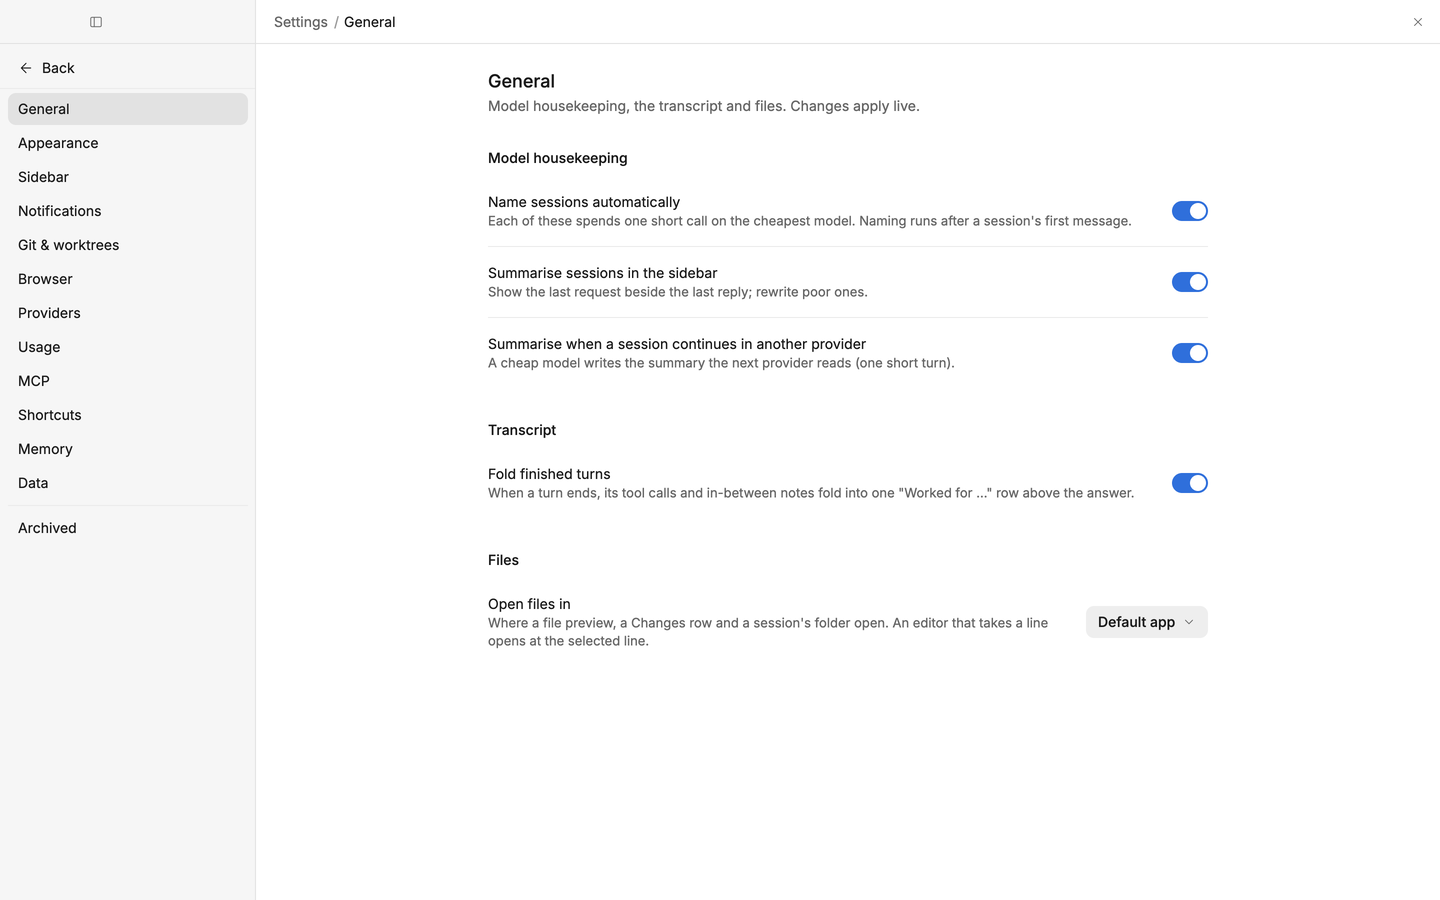 Settings / General
Back
General
Appearance
Sidebar
Notifications
Git & worktrees
Browser
Providers
Usage
MCP
Shortcuts
Memory
Data
Archived
General
Model housekeeping, the transcript and files. Changes apply live.
Model housekeeping
Name sessions automatically
Each of these spends one short call on the cheapest model. Naming runs after a session's first message.
Summarise sessions in the sidebar
Show the last request beside the last reply; rewrite poor ones.
Summarise when a session continues in another provider
A cheap model writes the summary the next provider reads (one short turn).
Transcript
Fold finished turns
When a turn ends, its tool calls and in-between notes fold into one "Worked for ..." row above the answer.
Files
Open files in
Where a file preview, a Changes row and a session's folder open. An editor that takes a line
opens at the selected line.
Default app